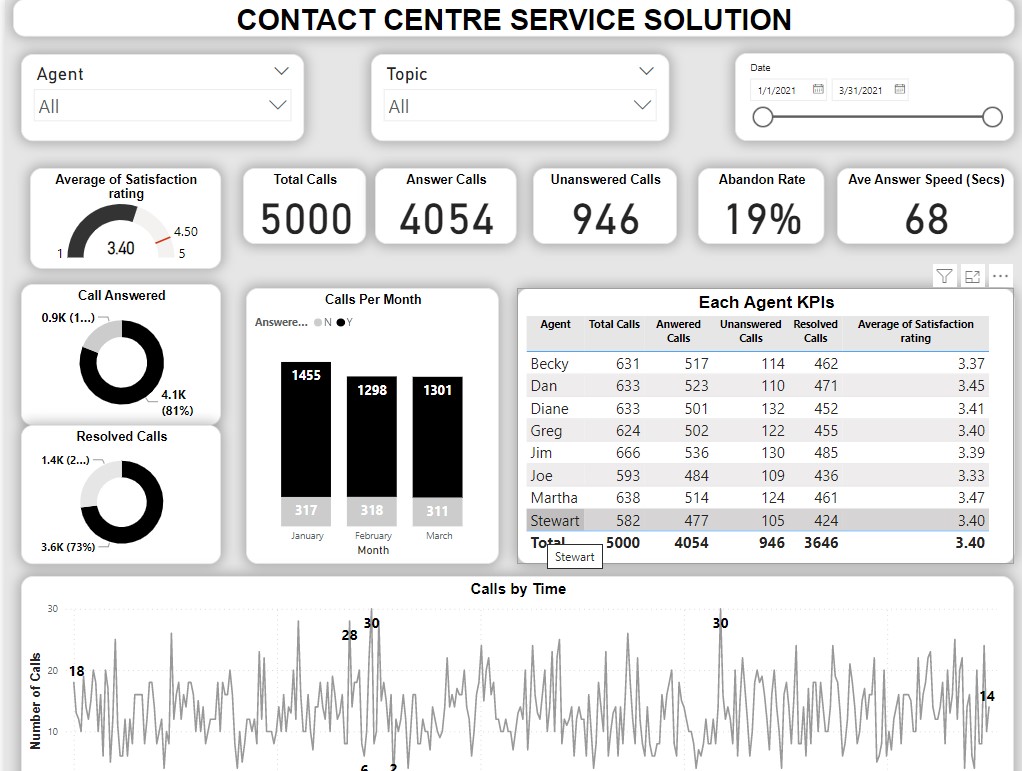 CONTACT CENTRE SERVICE SOLUTION
Agent
All
Topic
All
Date
1/1/2021
3/31/2021
Average of Satisfaction
rating
3.40
1
4.50
5
Total Calls
5000
Answer Calls
4054
Unanswered Calls
946
Abandon Rate
19%
Ave Answer Speed (Secs)
68
Call Answered
0.9K (1...)
4.1K
(81%)
Resolved Calls
1.4K (2...)
3.6K (73%)
Calls Per Month
Answere... N Y
1455
1298
1301
317
318
311
January
February
March
Month
Each Agent KPIs
Agent Total Calls Anwered Calls Unanswered Calls Resolved Calls Average of Satisfaction rating
Becky 631 517 114 462 3.37
Dan 633 523 110 471 3.45
Diane 633 501 132 452 3.41
Greg 624 502 122 455 3.40
Jim 666 536 130 485 3.39
Joe 593 484 109 436 3.33
Martha 638 514 124 461 3.47
Stewart 582 477 105 424 3.40
Total 5000 4054 946 3646 3.40
Stewart
Calls by Time
Number of Calls
30
20
10
18
28
30
30
14
6
2